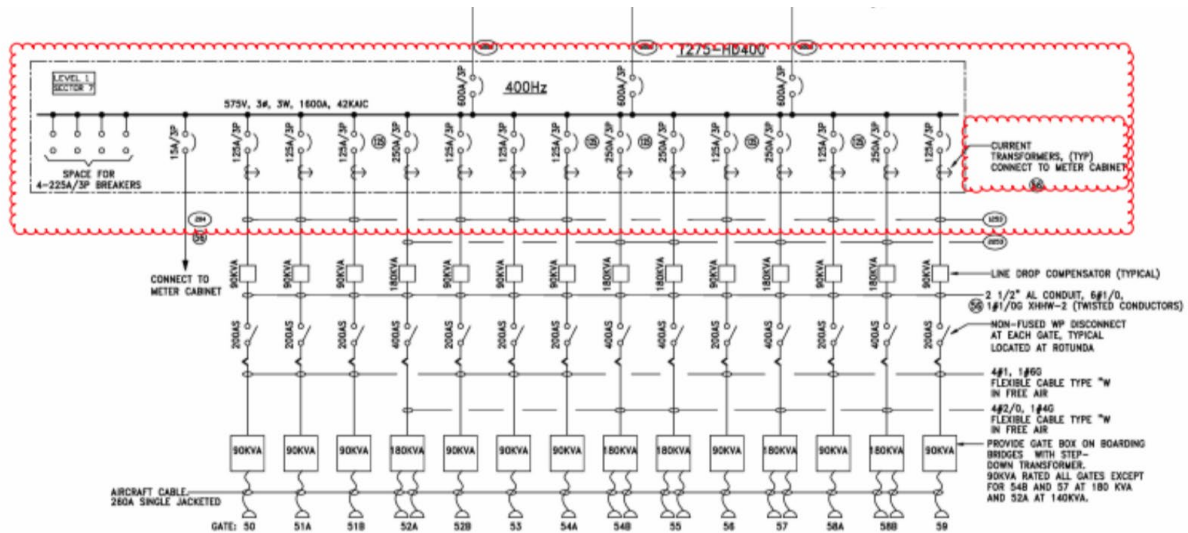 T275-HD400
LEVEL 1
SECTOR 7
600A/3P
400Hz
600A/3P
600A/3P
575V, 3ø, 3W, 1600A, 42KAIC
15A/3P
125A/3P
125A/3P
125A/3P
250A/3P
125A/3P
125A/3P
125A/3P
250A/3P
250A/3P
125A/3P
250A/3P
125A/3P
250A/3P
125A/3P
SPACE FOR
4-225A/3P BREAKERS
CURRENT
TRANSFORMERS, (TYP)
CONNECT TO METER CABINET
56
284
56
1253
2253
CONNECT TO
METER CABINET
90KVA
90KVA
90KVA
180KVA
90KVA
90KVA
90KVA
180KVA
180KVA
90KVA
180KVA
90KVA
180KVA
90KVA
LINE DROP COMPENSATOR (TYPICAL)
2 1/2" AL CONDUIT, 6#1/0,
56 1#1/0G XHHW-2 (TWISTED CONDUCTORS)
200AS
200AS
200AS
400AS
200AS
200AS
200AS
400AS
400AS
200AS
400AS
200AS
400AS
200AS
NON-FUSED WP DISCONNECT
AT EACH GATE, TYPICAL
LOCATED AT ROTUNDA
4#1, 1#6G
FLEXIBLE CABLE TYPE "W
IN FREE AIR
4#2/0, 1#4G
FLEXIBLE CABLE TYPE "W
IN FREE AIR
90KVA
90KVA
90KVA
180KVA
90KVA
90KVA
90KVA
180KVA
180KVA
90KVA
180KVA
90KVA
180KVA
90KVA
PROVIDE GATE BOX ON BOARDING
BRIDGES WITH STEP-
DOWN TRANSFORMER.
90KVA RATED ALL GATES EXCEPT
FOR 54B AND 57 AT 180 KVA
AND 52A AT 140KVA.
AIRCRAFT CABLE
260A SINGLE JACKETED
GATE: 50 51A 51B 52A 52B 53 54A 54B 55 56 57 58A 58B 59